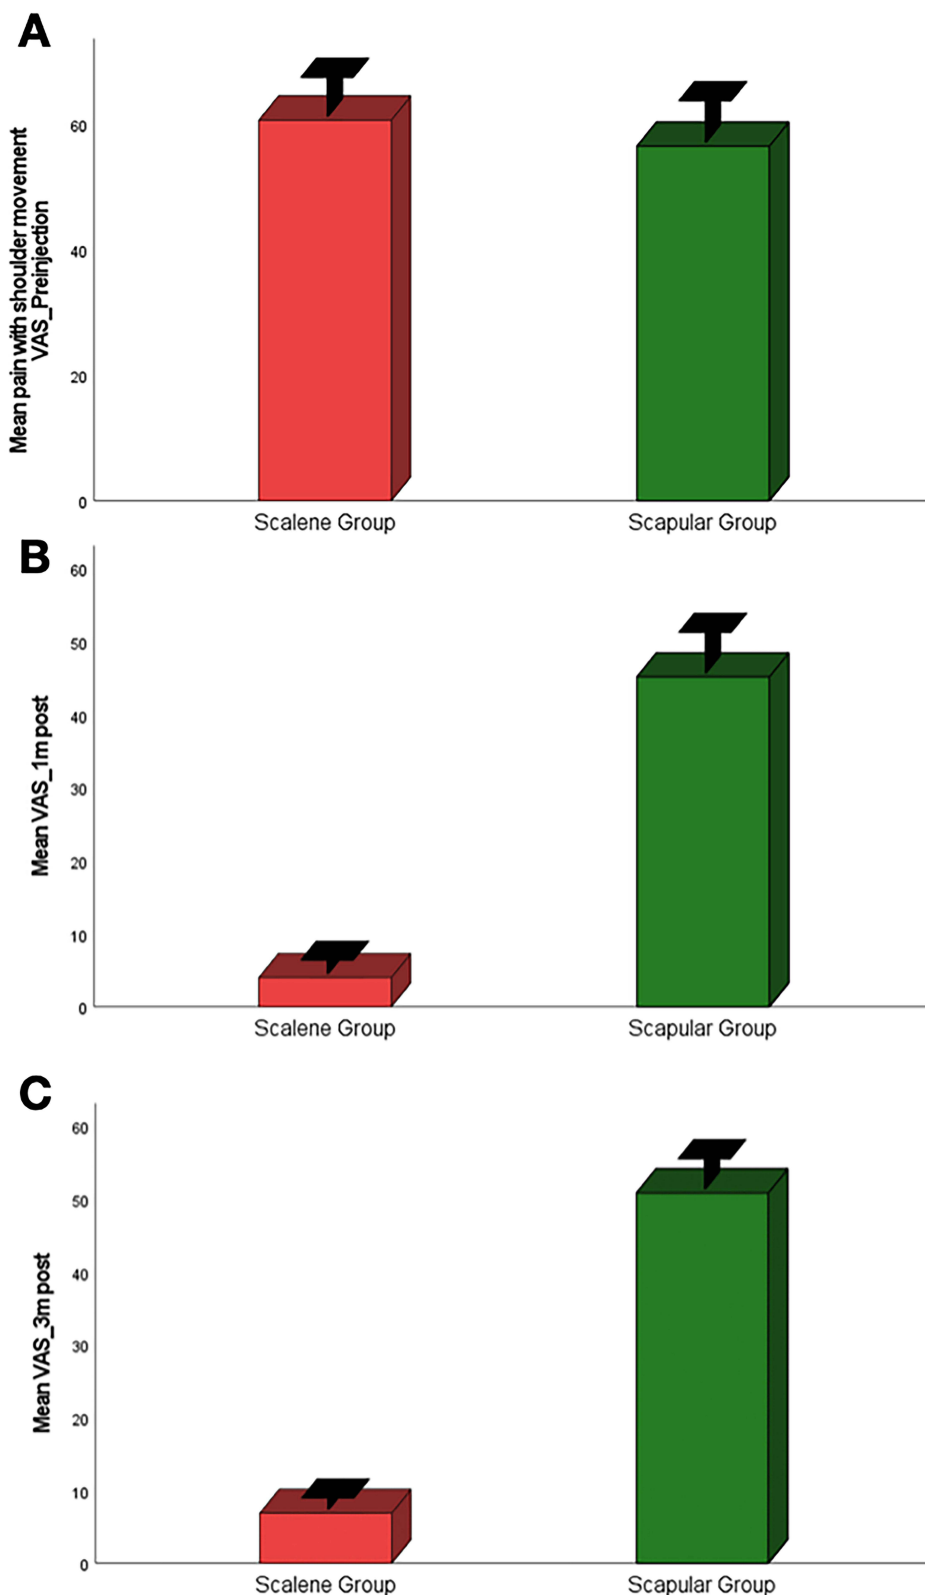 A
Mean pain with shoulder movement
VAS_Preinjection
60
40
20
0
Scalene Group
Scapular Group
B
Mean VAS_1m post
60
50
40
30
20
10
0
Scalene Group
Scapular Group
C
Mean VAS_3m post
60
50
40
30
20
10
0
Scalene Group
Scapular Group